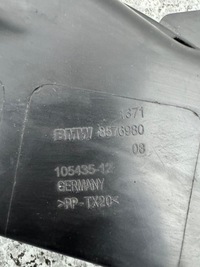 BMW 8576980
08
105435-12
GERMANY
>PP-TX20<